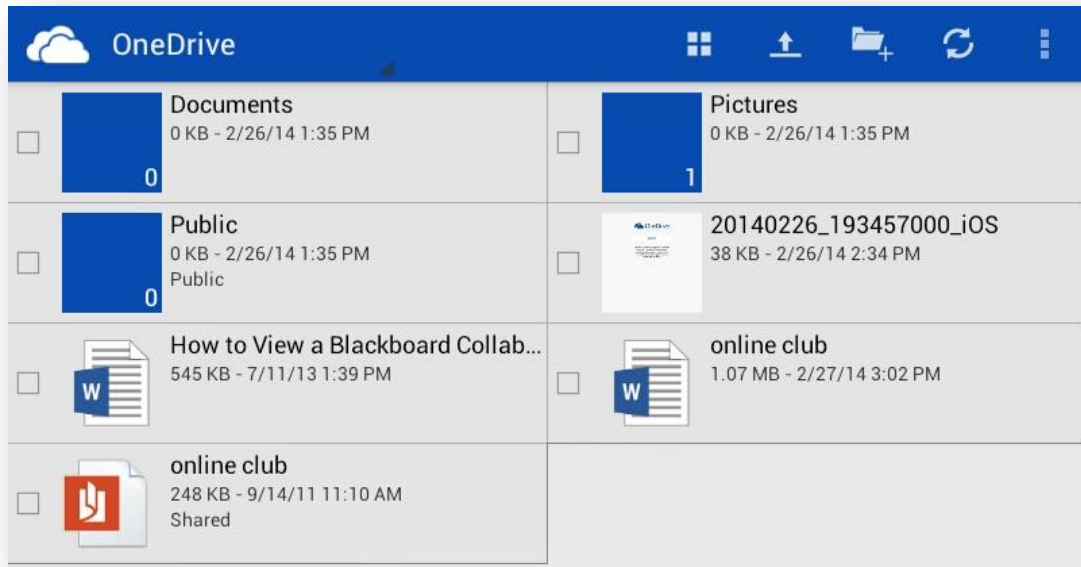 OneDrive
Documents
0 KB - 2/26/14 1:35 PM
0
Pictures
0 KB - 2/26/14 1:35 PM
1
Public
0 KB - 2/26/14 1:35 PM
Public
0
OneDrive
20140226_193457000_iOS
38 KB - 2/26/14 2:34 PM
How to View a Blackboard Collab...
545 KB - 7/11/13 1:39 PM
W
online club
1.07 MB - 2/27/14 3:02 PM
W
online club
248 KB - 9/14/11 11:10 AM
Shared